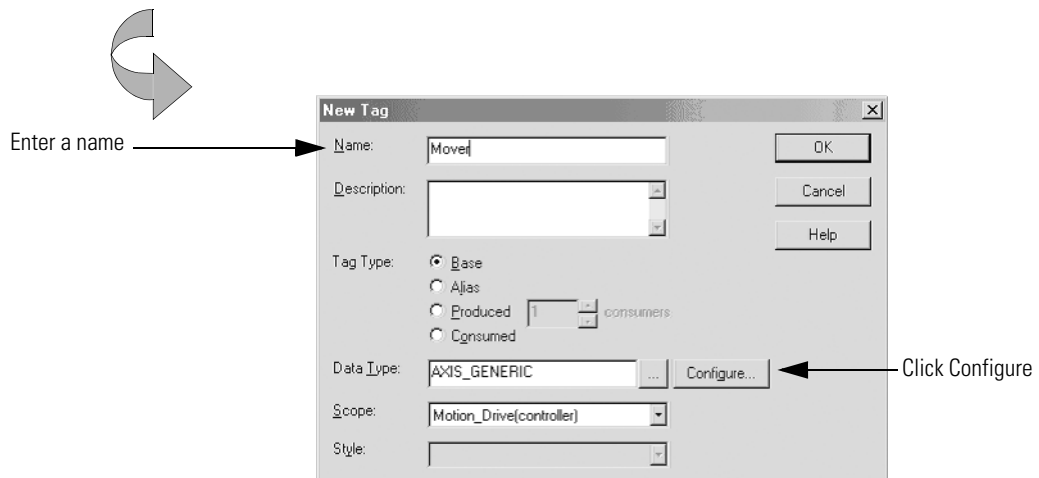 New Tag
Enter a name
Name:
Mover
OK
Description:
Cancel
Help
Tag Type:
Base
Alias
Produced
1
consumers
Consumed
Data Type:
AXIS_GENERIC
...
Configure...
Click Configure
Scope:
Motion_Drive(controller)
Style: